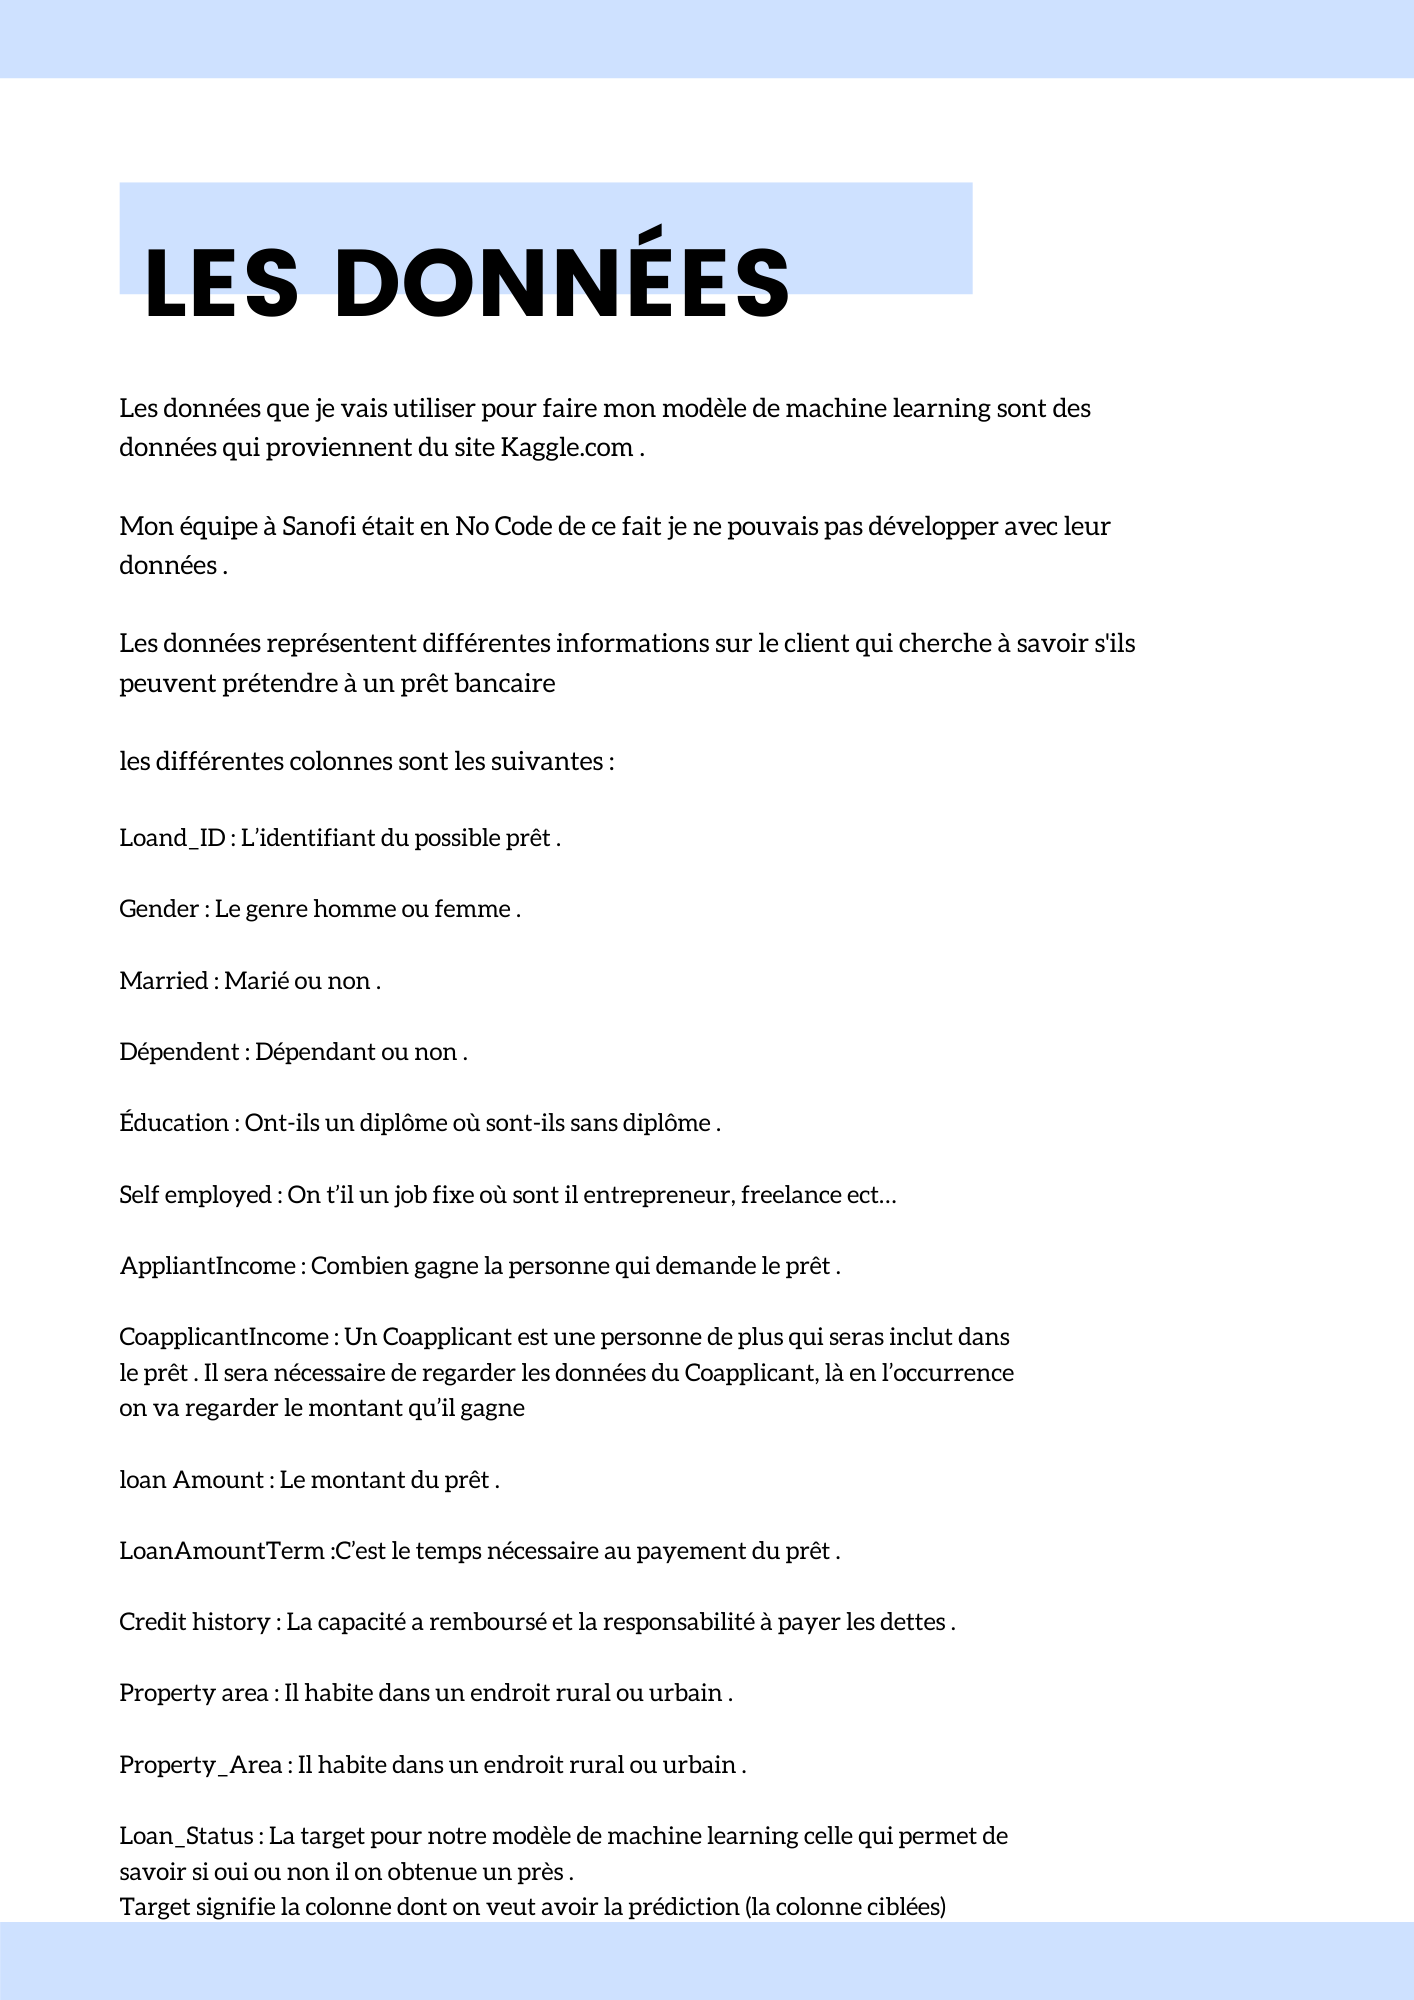 LES DONNÉES
Les données que je vais utiliser pour faire mon modèle de machine learning sont des
données qui proviennent du site Kaggle.com .
Mon équipe à Sanofi était en No Code de ce fait je ne pouvais pas développer avec leur
données .
Les données représentent différentes informations sur le client qui cherche à savoir s'ils
peuvent prétendre à un prêt bancaire
les différentes colonnes sont les suivantes :
Loand_ID : L’identifiant du possible prêt .
Gender : Le genre homme ou femme .
Married : Marié ou non .
Dépendent : Dépendant ou non .
Éducation : Ont-ils un diplôme où sont-ils sans diplôme .
Self employed : On t’il un job fixe où sont il entrepreneur, freelance ect…
AppliantIncome : Combien gagne la personne qui demande le prêt .
CoapplicantIncome : Un Coapplicant est une personne de plus qui seras inclut dans
le prêt . Il sera nécessaire de regarder les données du Coapplicant, là en l’occurrence
on va regarder le montant qu’il gagne
loan Amount : Le montant du prêt .
LoanAmountTerm :C’est le temps nécessaire au payement du prêt .
Credit history : La capacité a remboursé et la responsabilité à payer les dettes .
Property area : Il habite dans un endroit rural ou urbain .
Property_Area : Il habite dans un endroit rural ou urbain .
Loan_Status : La target pour notre modèle de machine learning celle qui permet de
savoir si oui ou non il on obtenue un près .
Target signifie la colonne dont on veut avoir la prédiction (la colonne ciblées)